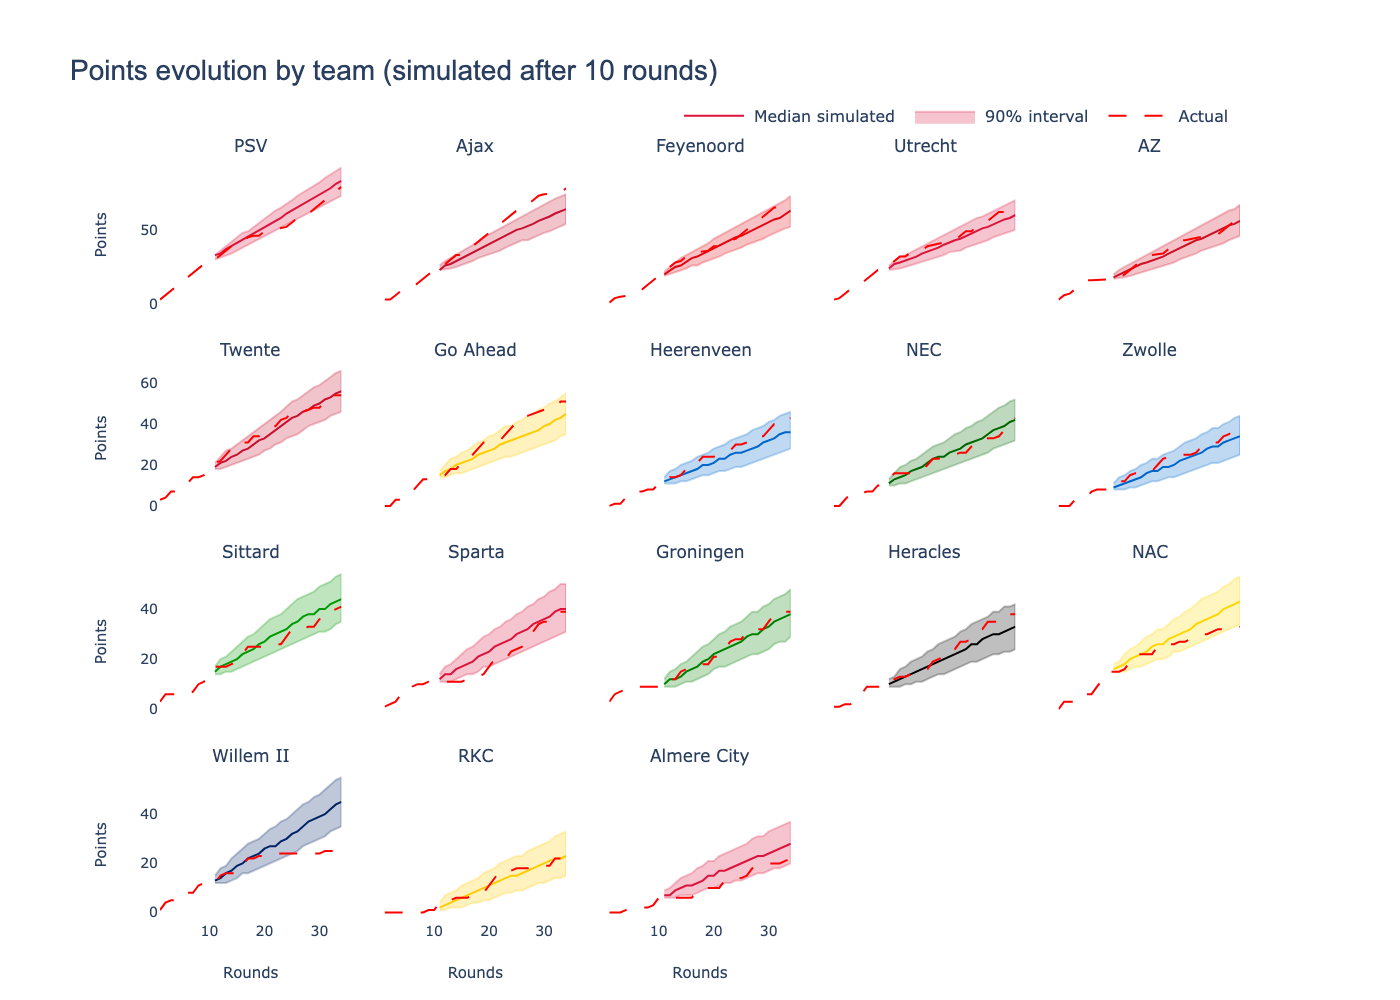 Points evolution by team (simulated after 10 rounds)
Median simulated 90% interval Actual
PSV Ajax Feyenoord Utrecht AZ
Points
50
0
Twente Go Ahead Heerenveen NEC Zwolle
Points
60
40
20
0
Sittard Sparta Groningen Heracles NAC
Points
40
20
0
Willem II RKC Almere City
Points
40
20
0
10 20 30 10 20 30 10 20 30
Rounds Rounds Rounds